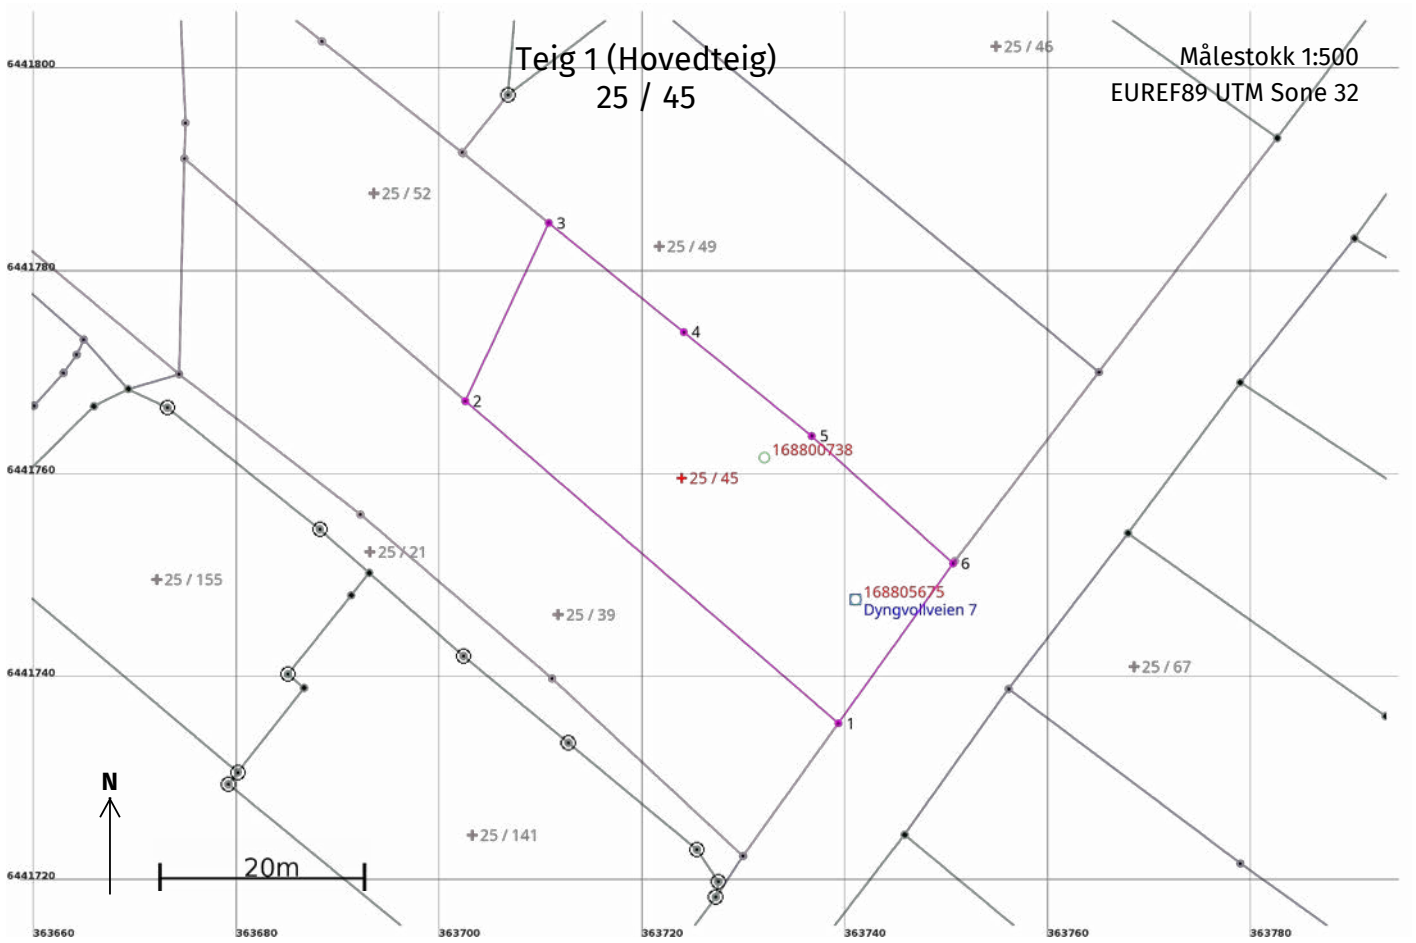 Teig 1 (Hovedteig)
25 / 45
Målestokk 1:500
EUREF89 UTM Sone 32
25 / 46
6441800
25 / 52
3
25 / 49
6441780
4
2
5
168800738
6441760
25 / 45
25 / 21
25 / 155
6
168805675
Dyngvollveien 7
25 / 39
25 / 67
6441740
1
N
25 / 141
20m
6441720
363660
363680
363700
363720
363740
363760
363780